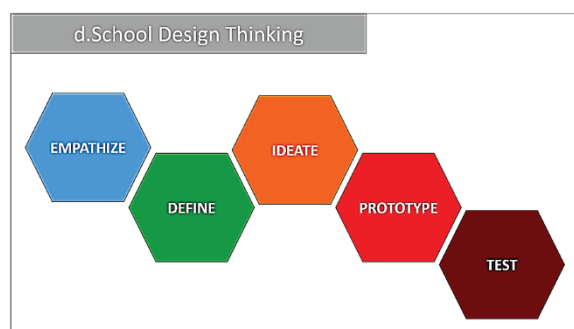 d.School Design Thinking
EMPATHIZE
DEFINE
IDEATE
PROTOTYPE
TEST